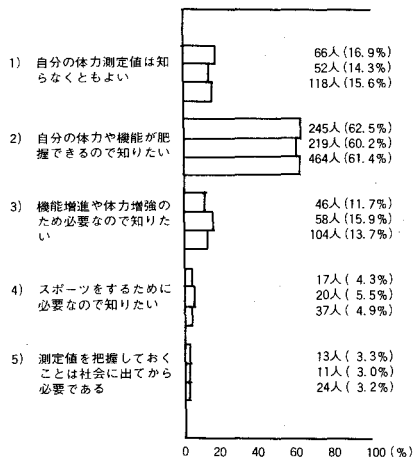 1) 自分の体力測定値は知
らなくともよい
66人(16.9%)
52人(14.3%)
118人(15.6%)
2) 自分の体力や機能が肥
握できるので知りたい
245人(62.5%)
219人(60.2%)
464人(61.4%)
3) 機能増進や体力増強の
ため必要なので知りた
い
46人(11.7%)
58人(15.9%)
104人(13.7%)
4) スポーツをするために
必要なので知りたい
17人( 4.3%)
20人( 5.5%)
37人( 4.9%)
5) 測定値を把握しておく
ことは社会に出てから
必要である
13人( 3.3%)
11人( 3.0%)
24人( 3.2%)
0 20 40 60 80 100 (%)